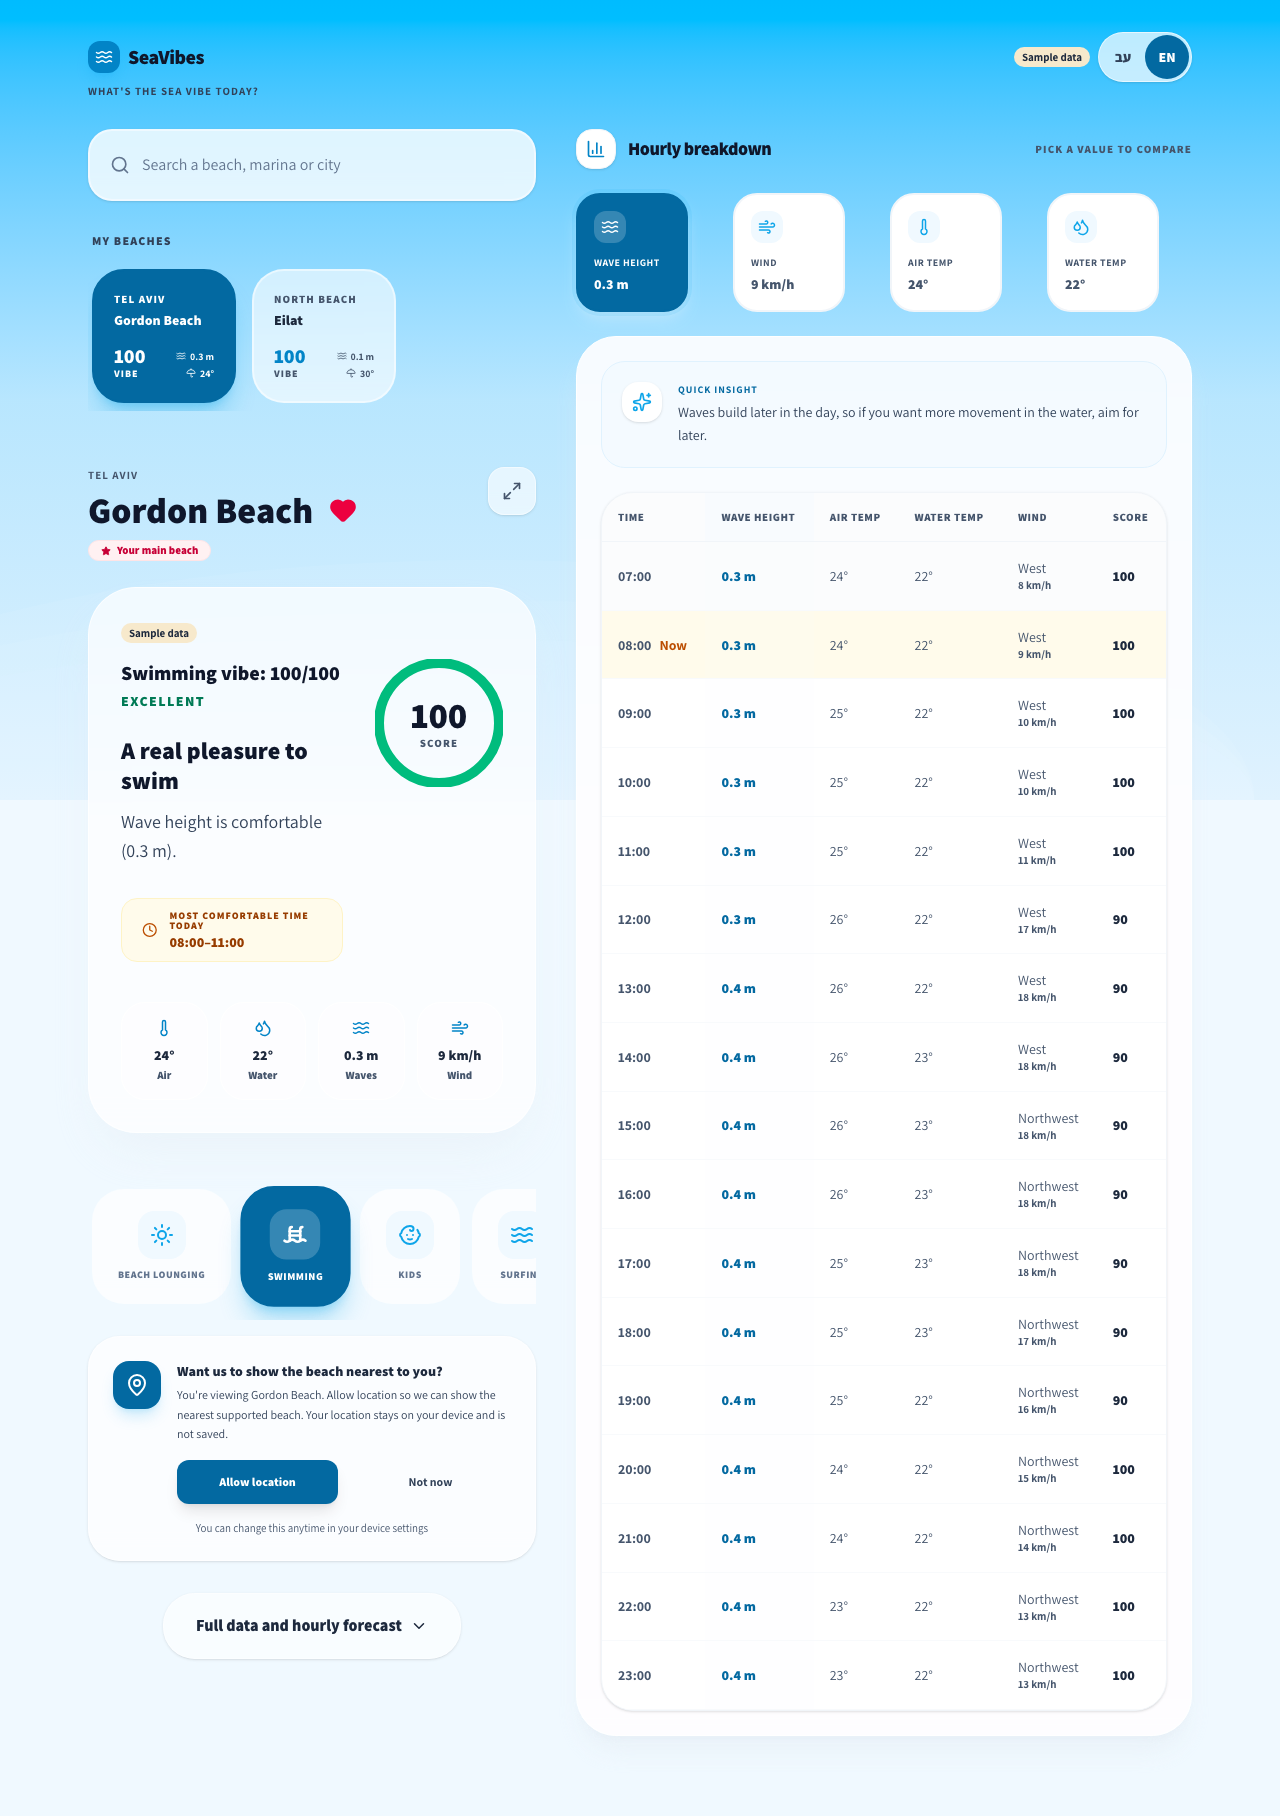 SeaVibes
WHAT'S THE SEA VIBE TODAY?
Sample data
עב
EN
Search a beach, marina or city
MY BEACHES
TEL AVIV
Gordon Beach
100
VIBE
0.3 m
24°
NORTH BEACH
Eilat
100
VIBE
0.1 m
30°
TEL AVIV
Gordon Beach
Your main beach
Sample data
Swimming vibe: 100/100
EXCELLENT
A real pleasure to
swim
Wave height is comfortable
(0.3 m).
100
SCORE
MOST COMFORTABLE TIME
TODAY
08:00–11:00
24° 22° 0.3 m 9 km/h
Air Water Waves Wind
BEACH LOUNGING
SWIMMING
KIDS
SURFIN
Want us to show the beach nearest to you?
You're viewing Gordon Beach. Allow location so we can show the
nearest supported beach. Your location stays on your device and is
not saved.
Allow location
Not now
You can change this anytime in your device settings
Full data and hourly forecast
Hourly breakdown
PICK A VALUE TO COMPARE
WAVE HEIGHT
0.3 m
WIND
9 km/h
AIR TEMP
24°
WATER TEMP
22°
QUICK INSIGHT
Waves build later in the day, so if you want more movement in the water, aim for
later.
TIME WAVE HEIGHT AIR TEMP WATER TEMP WIND SCORE
07:00 0.3 m 24° 22° West 8 km/h 100
08:00 Now 0.3 m 24° 22° West 9 km/h 100
09:00 0.3 m 25° 22° West 10 km/h 100
10:00 0.3 m 25° 22° West 10 km/h 100
11:00 0.3 m 25° 22° West 11 km/h 100
12:00 0.3 m 26° 22° West 17 km/h 90
13:00 0.4 m 26° 22° West 18 km/h 90
14:00 0.4 m 26° 23° West 18 km/h 90
15:00 0.4 m 26° 23° Northwest 18 km/h 90
16:00 0.4 m 26° 23° Northwest 18 km/h 90
17:00 0.4 m 25° 23° Northwest 18 km/h 90
18:00 0.4 m 25° 23° Northwest 17 km/h 90
19:00 0.4 m 25° 22° Northwest 16 km/h 90
20:00 0.4 m 24° 22° Northwest 15 km/h 100
21:00 0.4 m 24° 22° Northwest 14 km/h 100
22:00 0.4 m 23° 22° Northwest 13 km/h 100
23:00 0.4 m 23° 22° Northwest 13 km/h 100